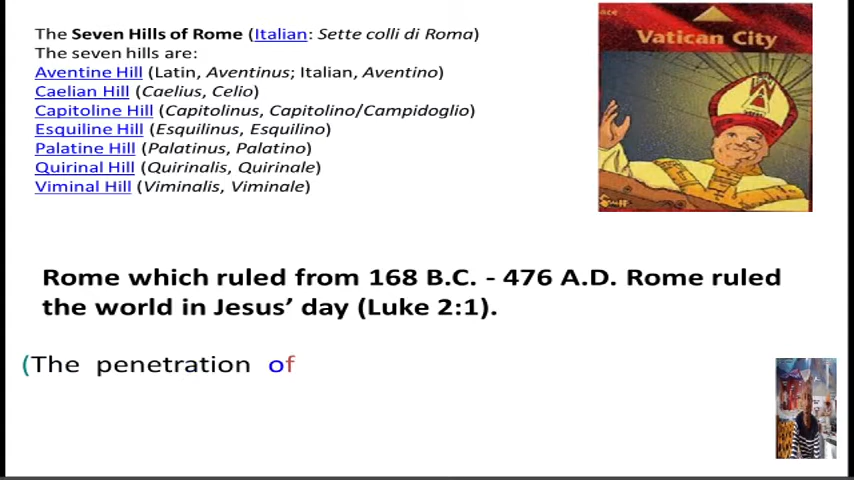 The Seven Hills of Rome (Italian: Sette colli di Roma)
The seven hills are:
Aventine Hill (Latin, Aventinus; Italian, Aventino)
Caelian Hill (Caelius, Celio)
Capitoline Hill (Capitolinus, Capitolino/Campidoglio)
Esquiline Hill (Esquilinus, Esquilino)
Palatine Hill (Palatinus, Palatino)
Quirinal Hill (Quirinalis, Quirinale)
Viminal Hill (Viminalis, Viminale)
Vatican City
Rome which ruled from 168 B.C. - 476 A.D. Rome ruled
the world in Jesus’ day (Luke 2:1).
(The penetration of